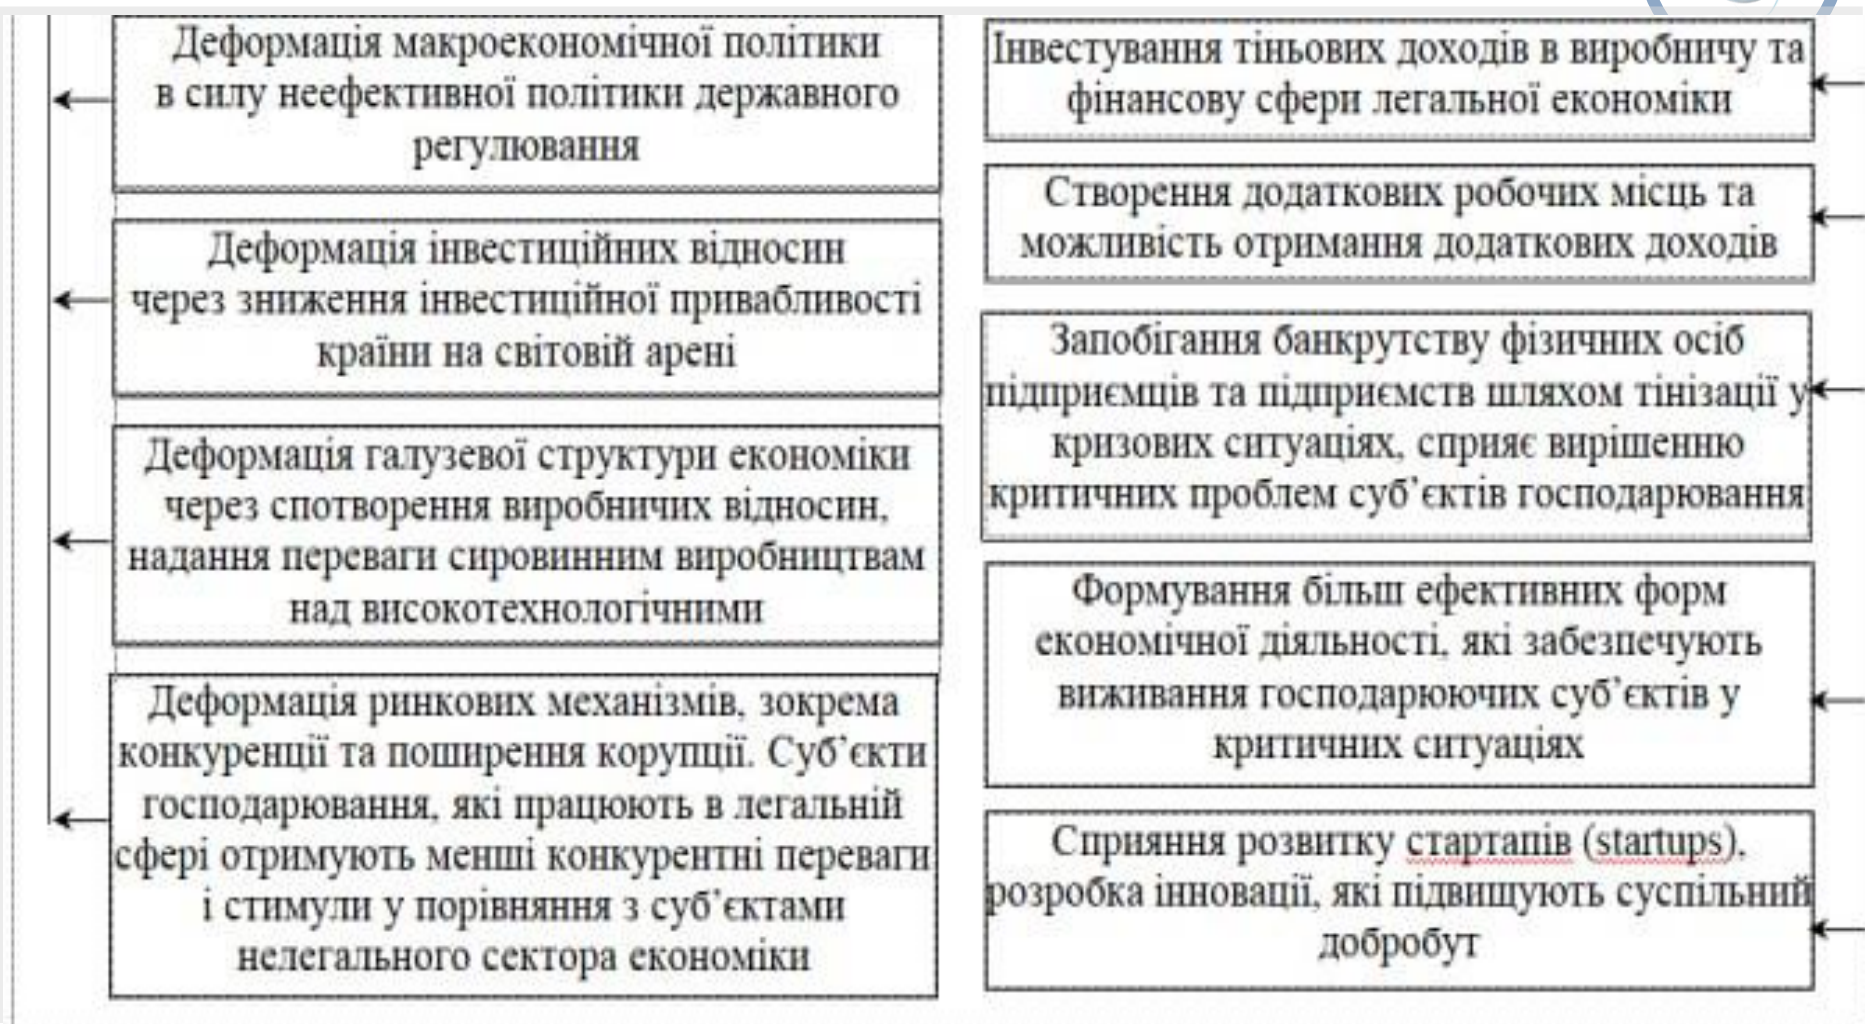 Деформація макроекономічної політики
в силу неефективної політики державного
регулювання
Деформація інвестиційних відносин
через зниження інвестиційної привабливості
країни на світовій арені
Деформація галузевої структури економіки
через спотворення виробничих відносин,
надання переваги сировинним виробництвам
над високотехнологічними
Деформація ринкових механізмів, зокрема
конкуренції та поширення корупції. Суб’єкти
господарювання, які працюють в легальній
сфері отримують менші конкурентні переваги
і стимули у порівняння з суб’єктами
нелегального сектора економіки
Інвестування тіньових доходів в виробничу та
фінансову сфери легальної економіки
Створення додаткових робочих місць та
можливість отримання додаткових доходів
Запобігання банкрутству фізичних осіб
підприємців та підприємств шляхом тінізації у
кризових ситуаціях, сприяє вирішенню
критичних проблем суб’єктів господарювання
Формування більш ефективних форм
економічної діяльності, які забезпечують
виживання господарюючих суб’єктів у
критичних ситуаціях
Сприяння розвитку стартапів (startups),
розробка інновації, які підвищують суспільний
добробут